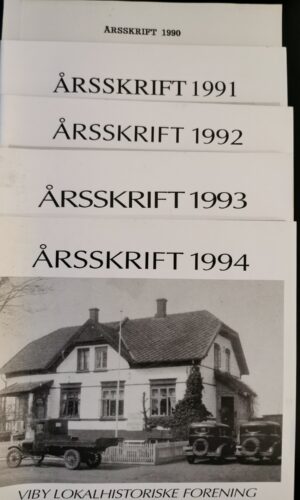 ÅRSSKRIFT 1990
ÅRSSKRIFT 1991
ÅRSSKRIFT 1992
ÅRSSKRIFT 1993
ÅRSSKRIFT 1994
VIBY LOKALHISTORISKE FORENING